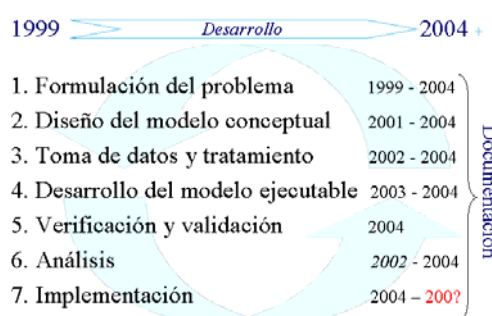 1999 Desarrollo 2004 +
1. Formulación del problema 1999 - 2004
2. Diseño del modelo conceptual 2001 - 2004
3. Toma de datos y tratamiento 2002 - 2004
4. Desarrollo del modelo ejecutable 2003 - 2004
5. Verificación y validación 2004
6. Análisis 2002 - 2004
7. Implementación 2004 – 200?
Documentación